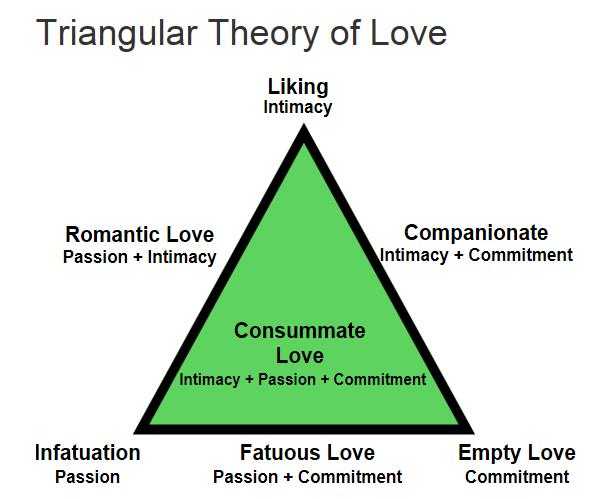 Triangular Theory of Love
Liking
Intimacy
Romantic Love
Passion + Intimacy
Companionate
Intimacy + Commitment
Consummate
Love
Intimacy + Passion + Commitment
Infatuation
Passion
Fatuous Love
Passion + Commitment
Empty Love
Commitment